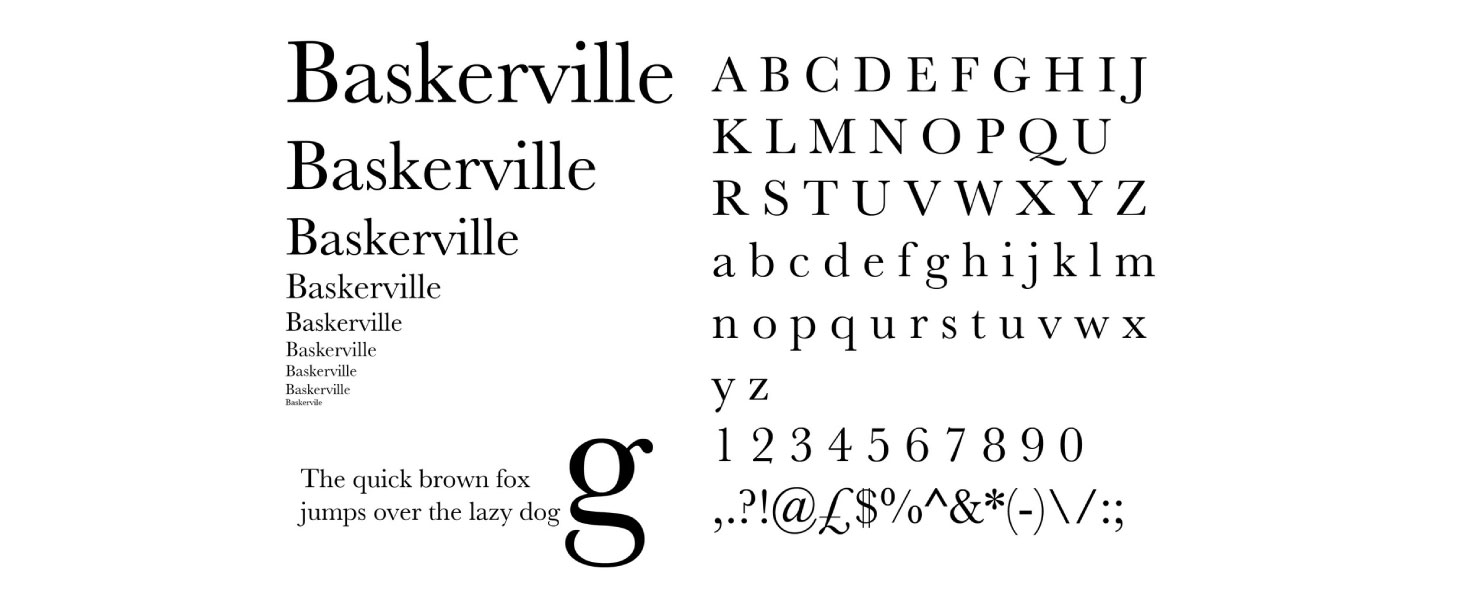 Baskerville
Baskerville
Baskerville
Baskerville
Baskerville
Baskerville
Baskerville
Baskerville
Baskerville
The quick brown fox
jumps over the lazy dog
g
A B C D E F G H I J
K L M N O P Q U
R S T U V W X Y Z
a b c d e f g h i j k l m
n o p q u r s t u v w x
y z
1 2 3 4 5 6 7 8 9 0
,.?!@£$%^&*(-)\/:;